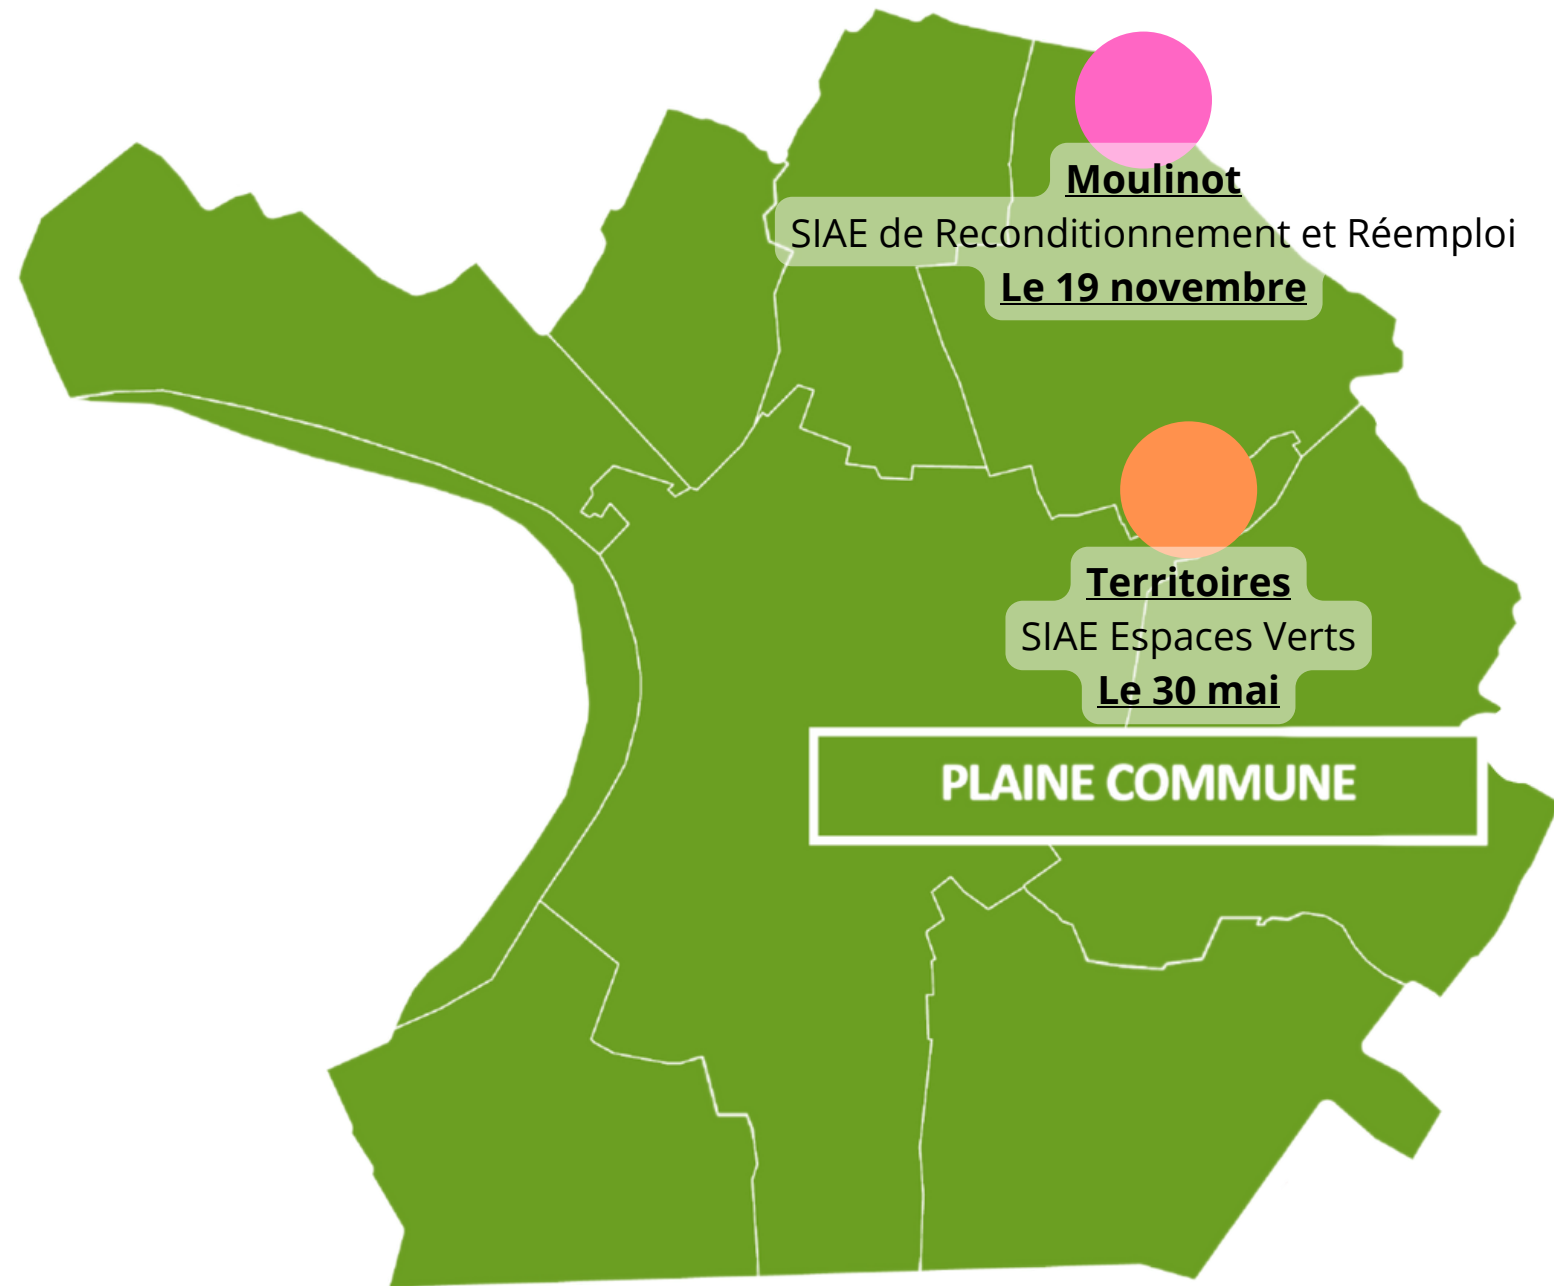 Moulinot
SIAE de Reconditionnement et Réemploi
Le 19 novembre
Territoires
SIAE Espaces Verts
Le 30 mai
PLAINE COMMUNE